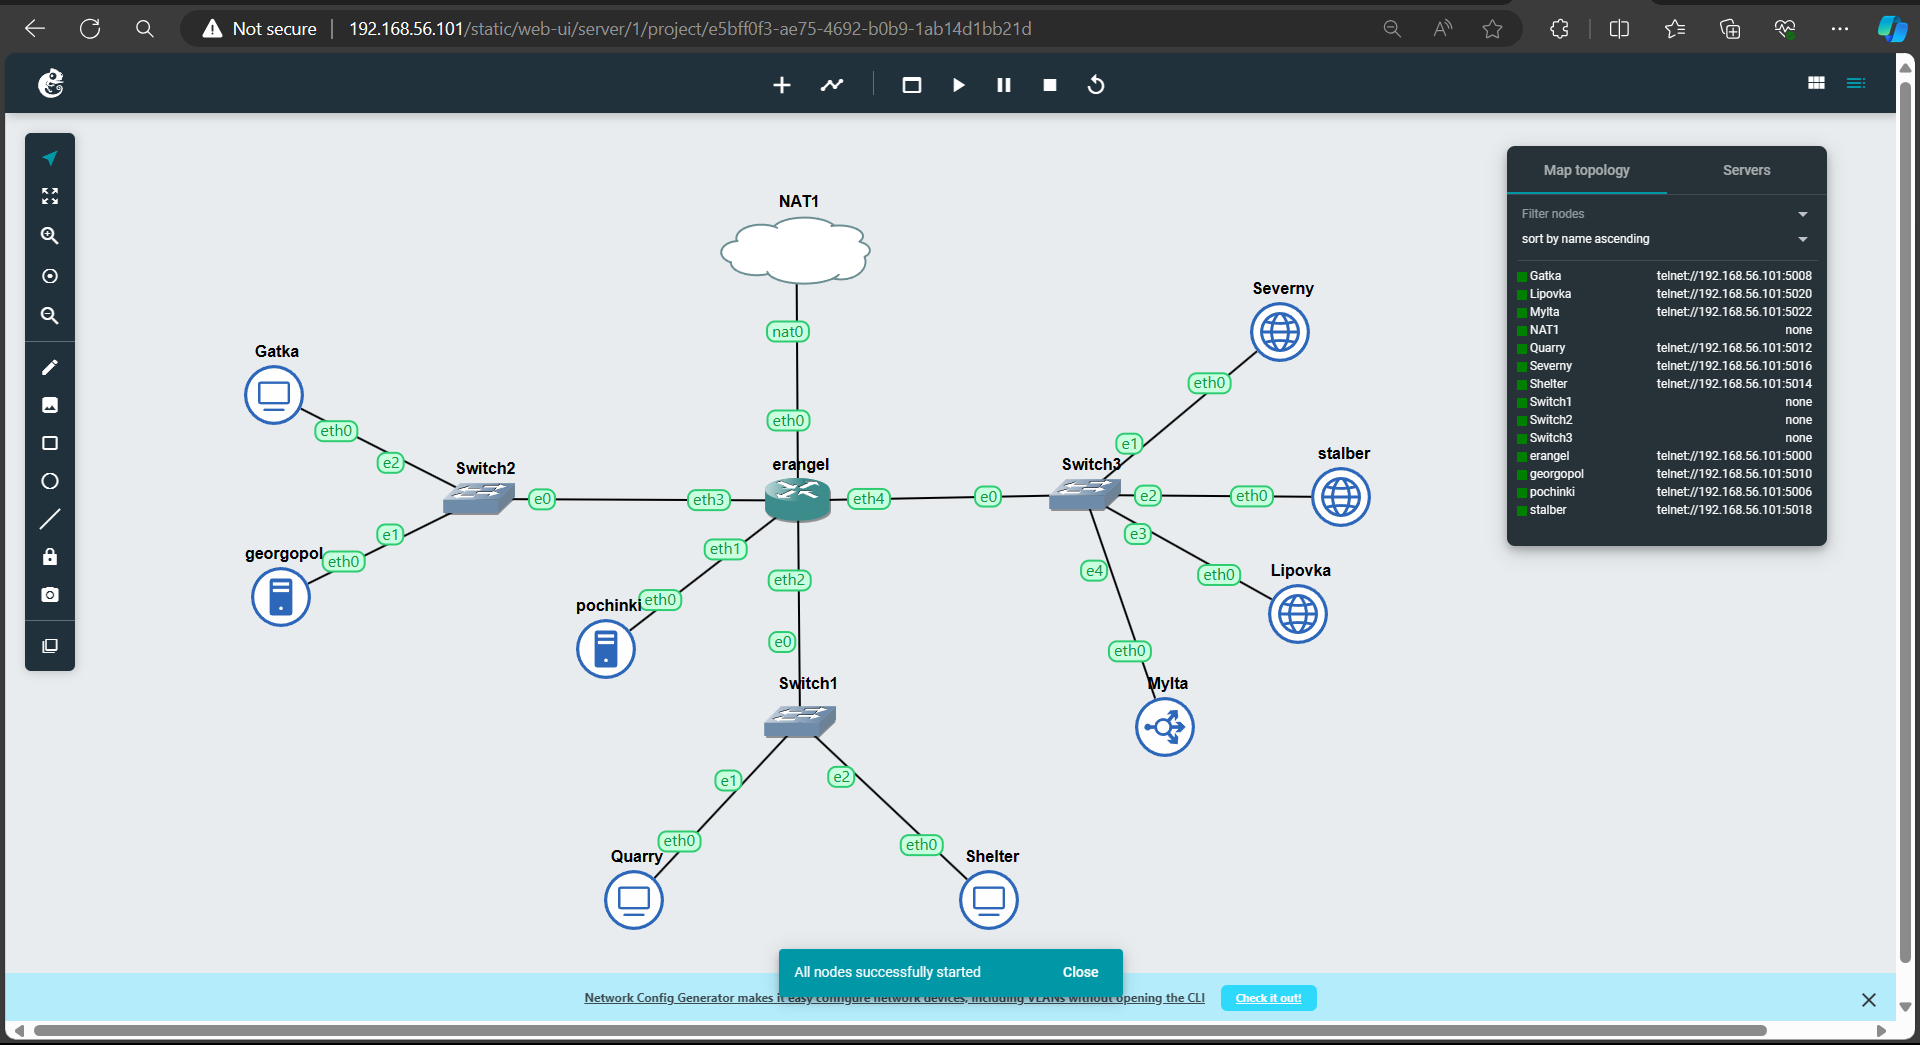 Not secure
192.168.56.101/static/web-ui/server/1/project/e5bff0f3-ae75-4692-b0b9-1ab14d1bb21d
Map topology Servers
Filter nodes
sort by name ascending
Gatka telnet://192.168.56.101:5008
Lipovka telnet://192.168.56.101:5020
Mylta telnet://192.168.56.101:5022
NAT1 none
Quarry telnet://192.168.56.101:5012
Severny telnet://192.168.56.101:5016
Shelter telnet://192.168.56.101:5014
Switch1 none
Switch2 none
Switch3 none
erangel telnet://192.168.56.101:5000
georgopol telnet://192.168.56.101:5010
pochinki telnet://192.168.56.101:5006
stalber telnet://192.168.56.101:5018
NAT1
nat0
eth0
Severny
eth0
e1
Gatka
eth0
e2
Switch2
e0
eth3
erangel
eth4
e0
Switch3
e2
eth0
stalber
e1
eth0
georgopol
eth1
eth0
pochinki
eth2
e0
e3
eth0
Lipovka
e4
eth0
Mylta
Switch1
e1
e2
eth0
Quarry
eth0
Shelter
All nodes successfully started Close
Network Config Generator makes it easy configure network devices, including VLANs without opening the CLI Check it out!